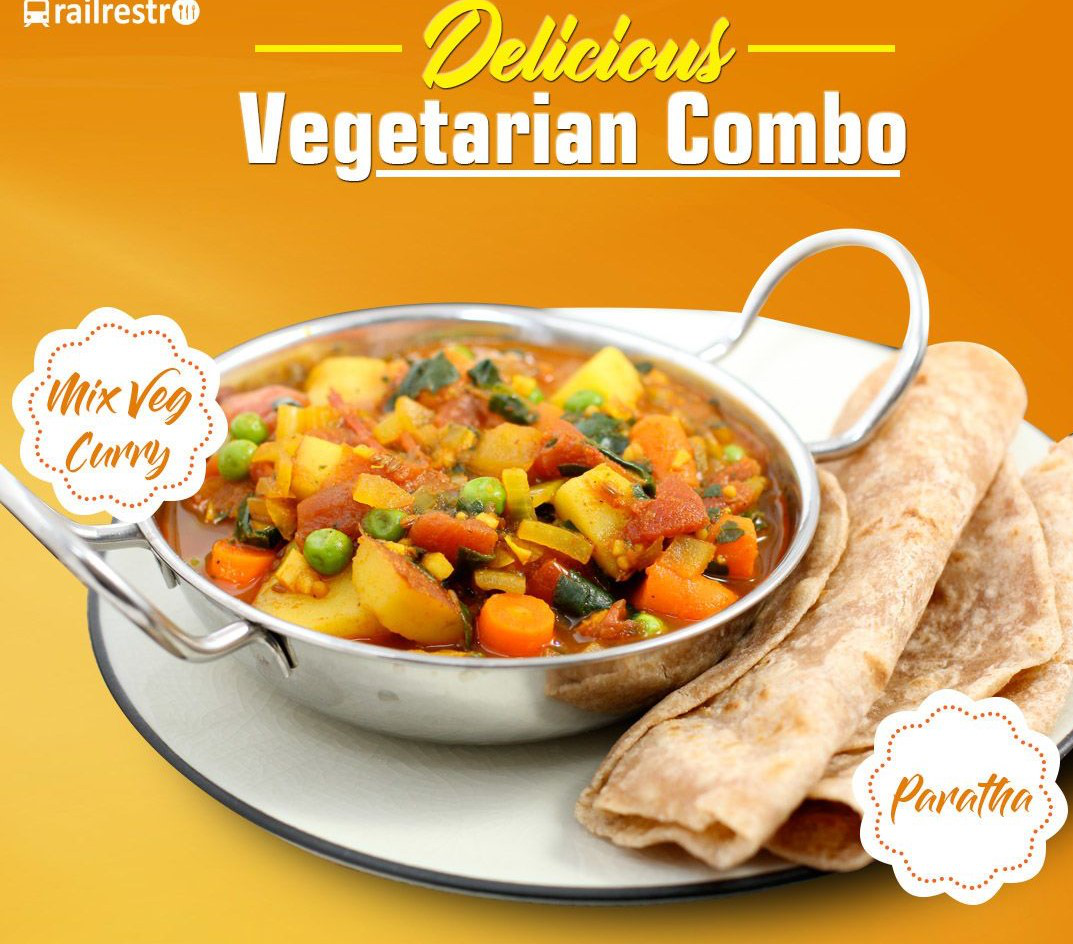 railrestro
Delicious
Vegetarian Combo
Mix Veg
Curry
Paratha